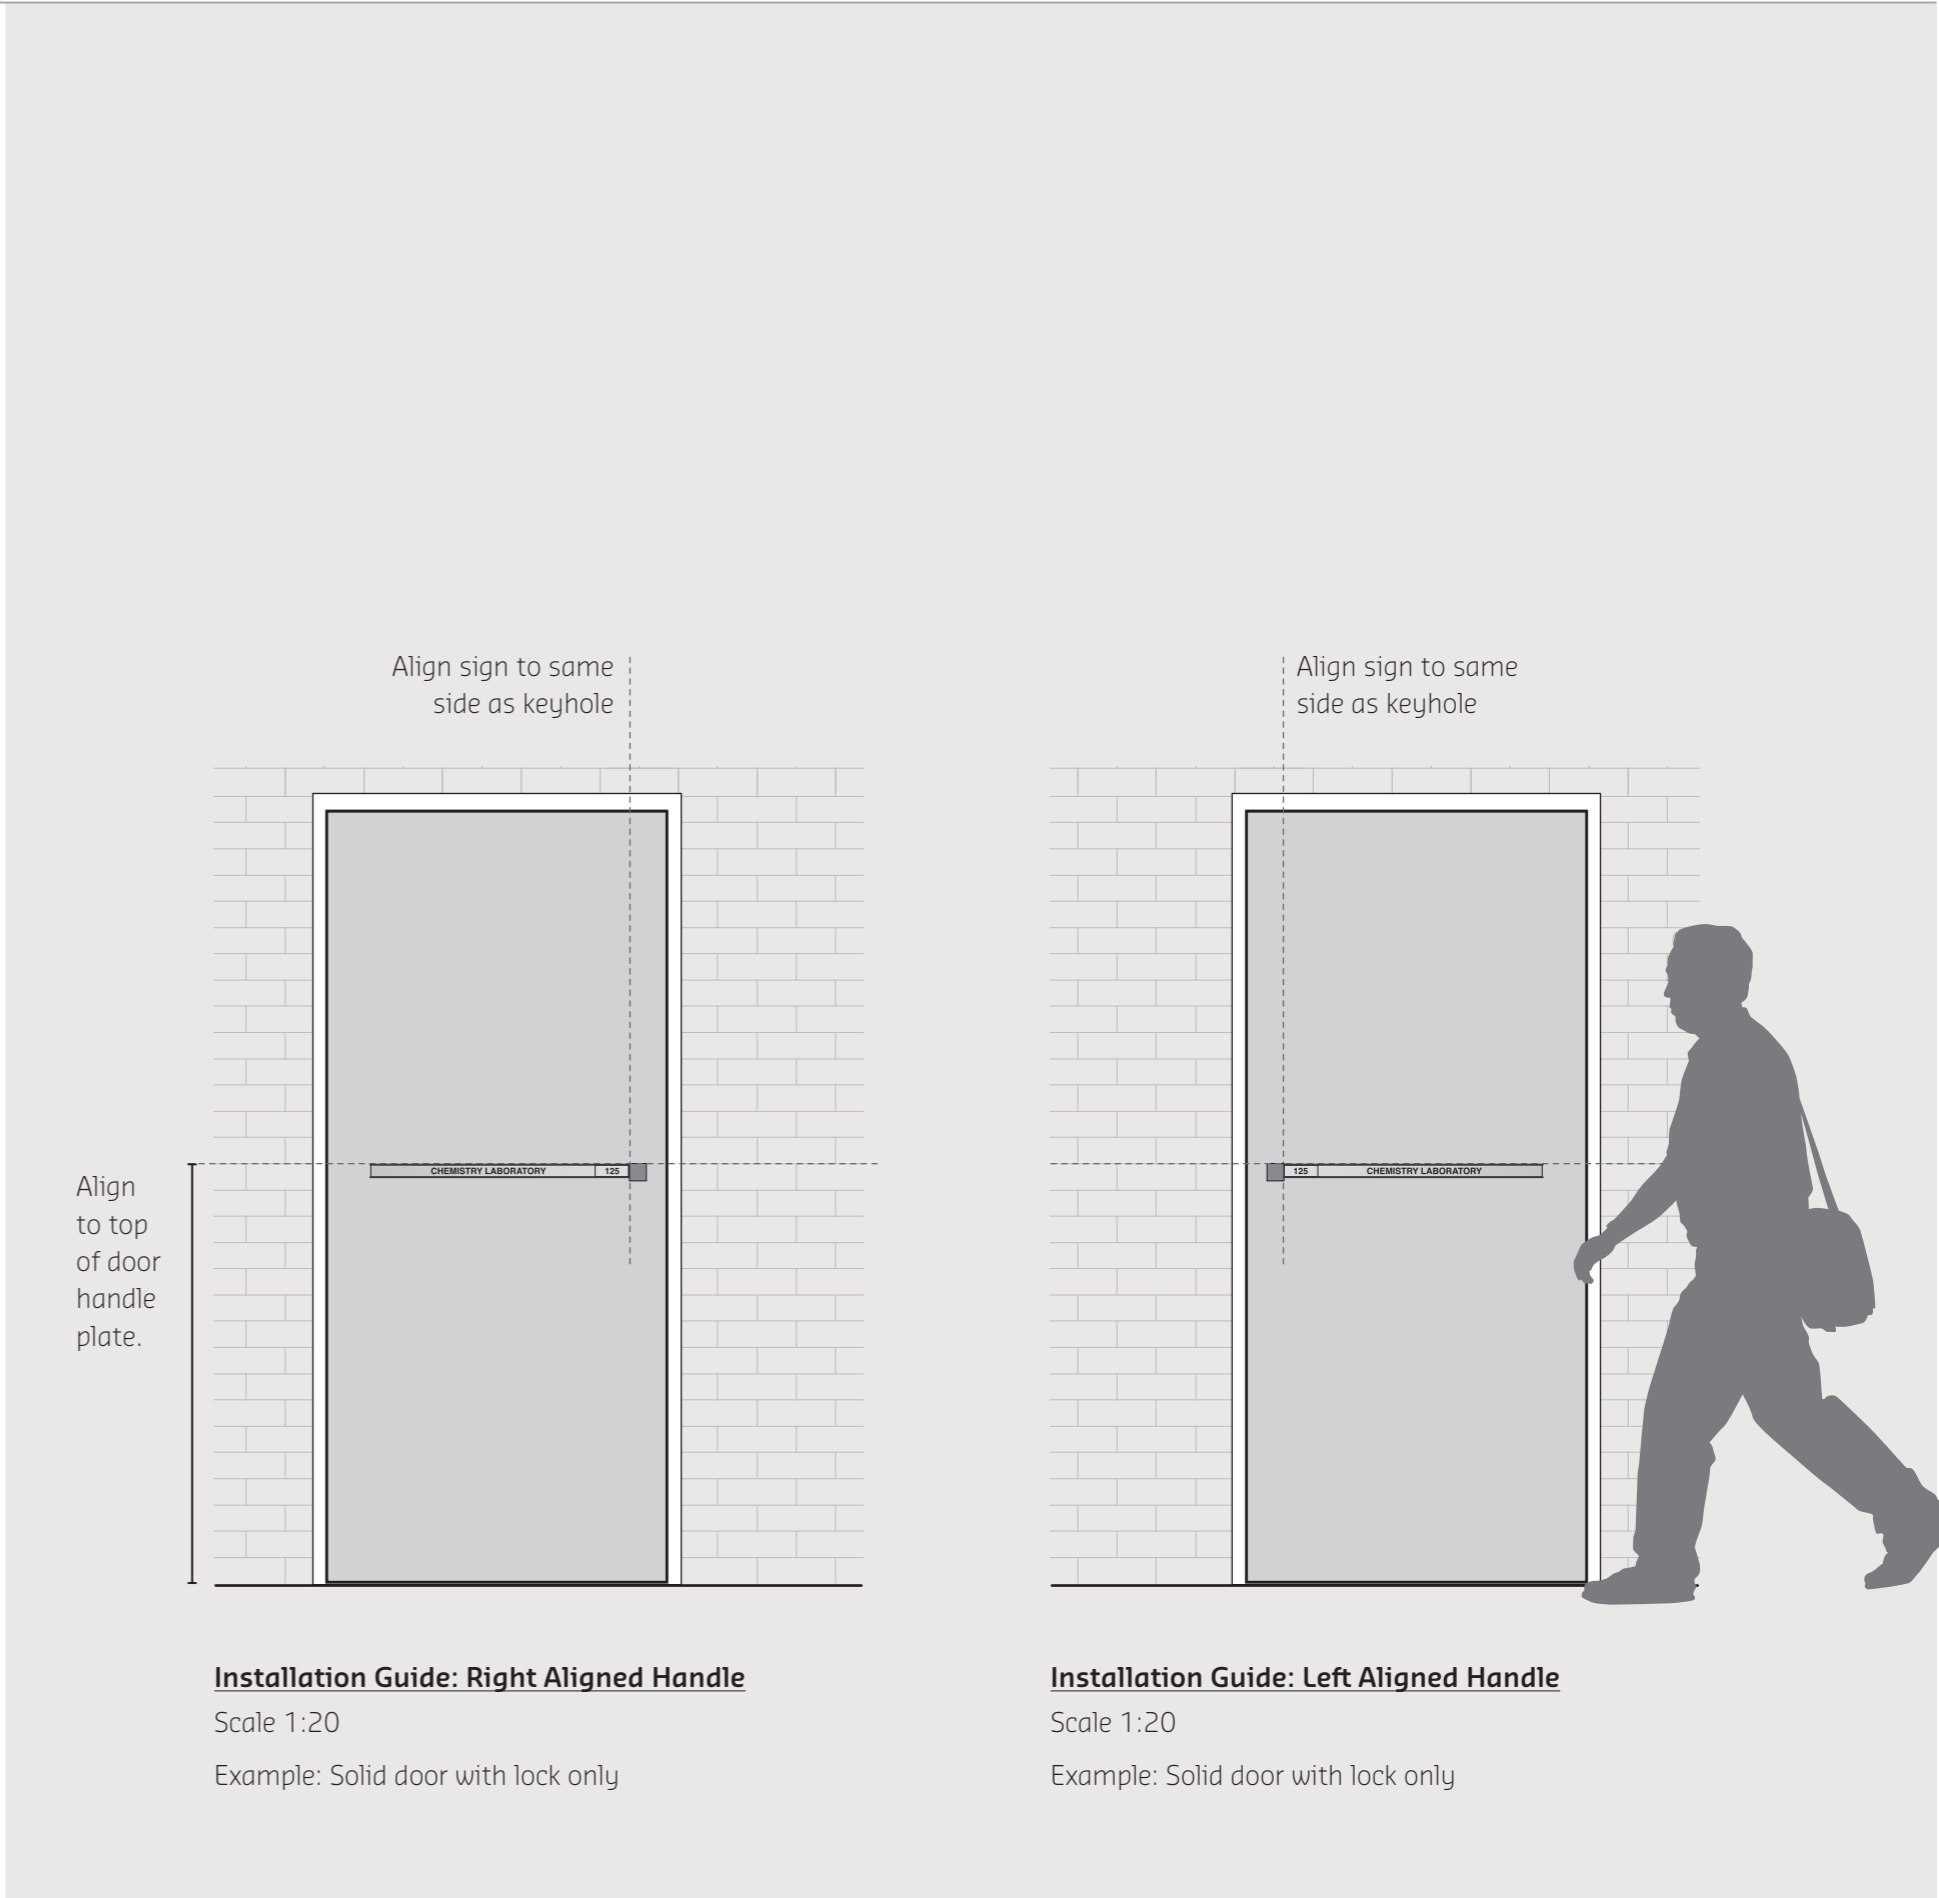 Align sign to same
side as keyhole
Align sign to same
side as keyhole
Align
to top
of door
handle
plate.
CHEMISTRY LABORATORY 125
125 CHEMISTRY LABORATORY
Installation Guide: Right Aligned Handle
Scale 1:20
Example: Solid door with lock only
Installation Guide: Left Aligned Handle
Scale 1:20
Example: Solid door with lock only